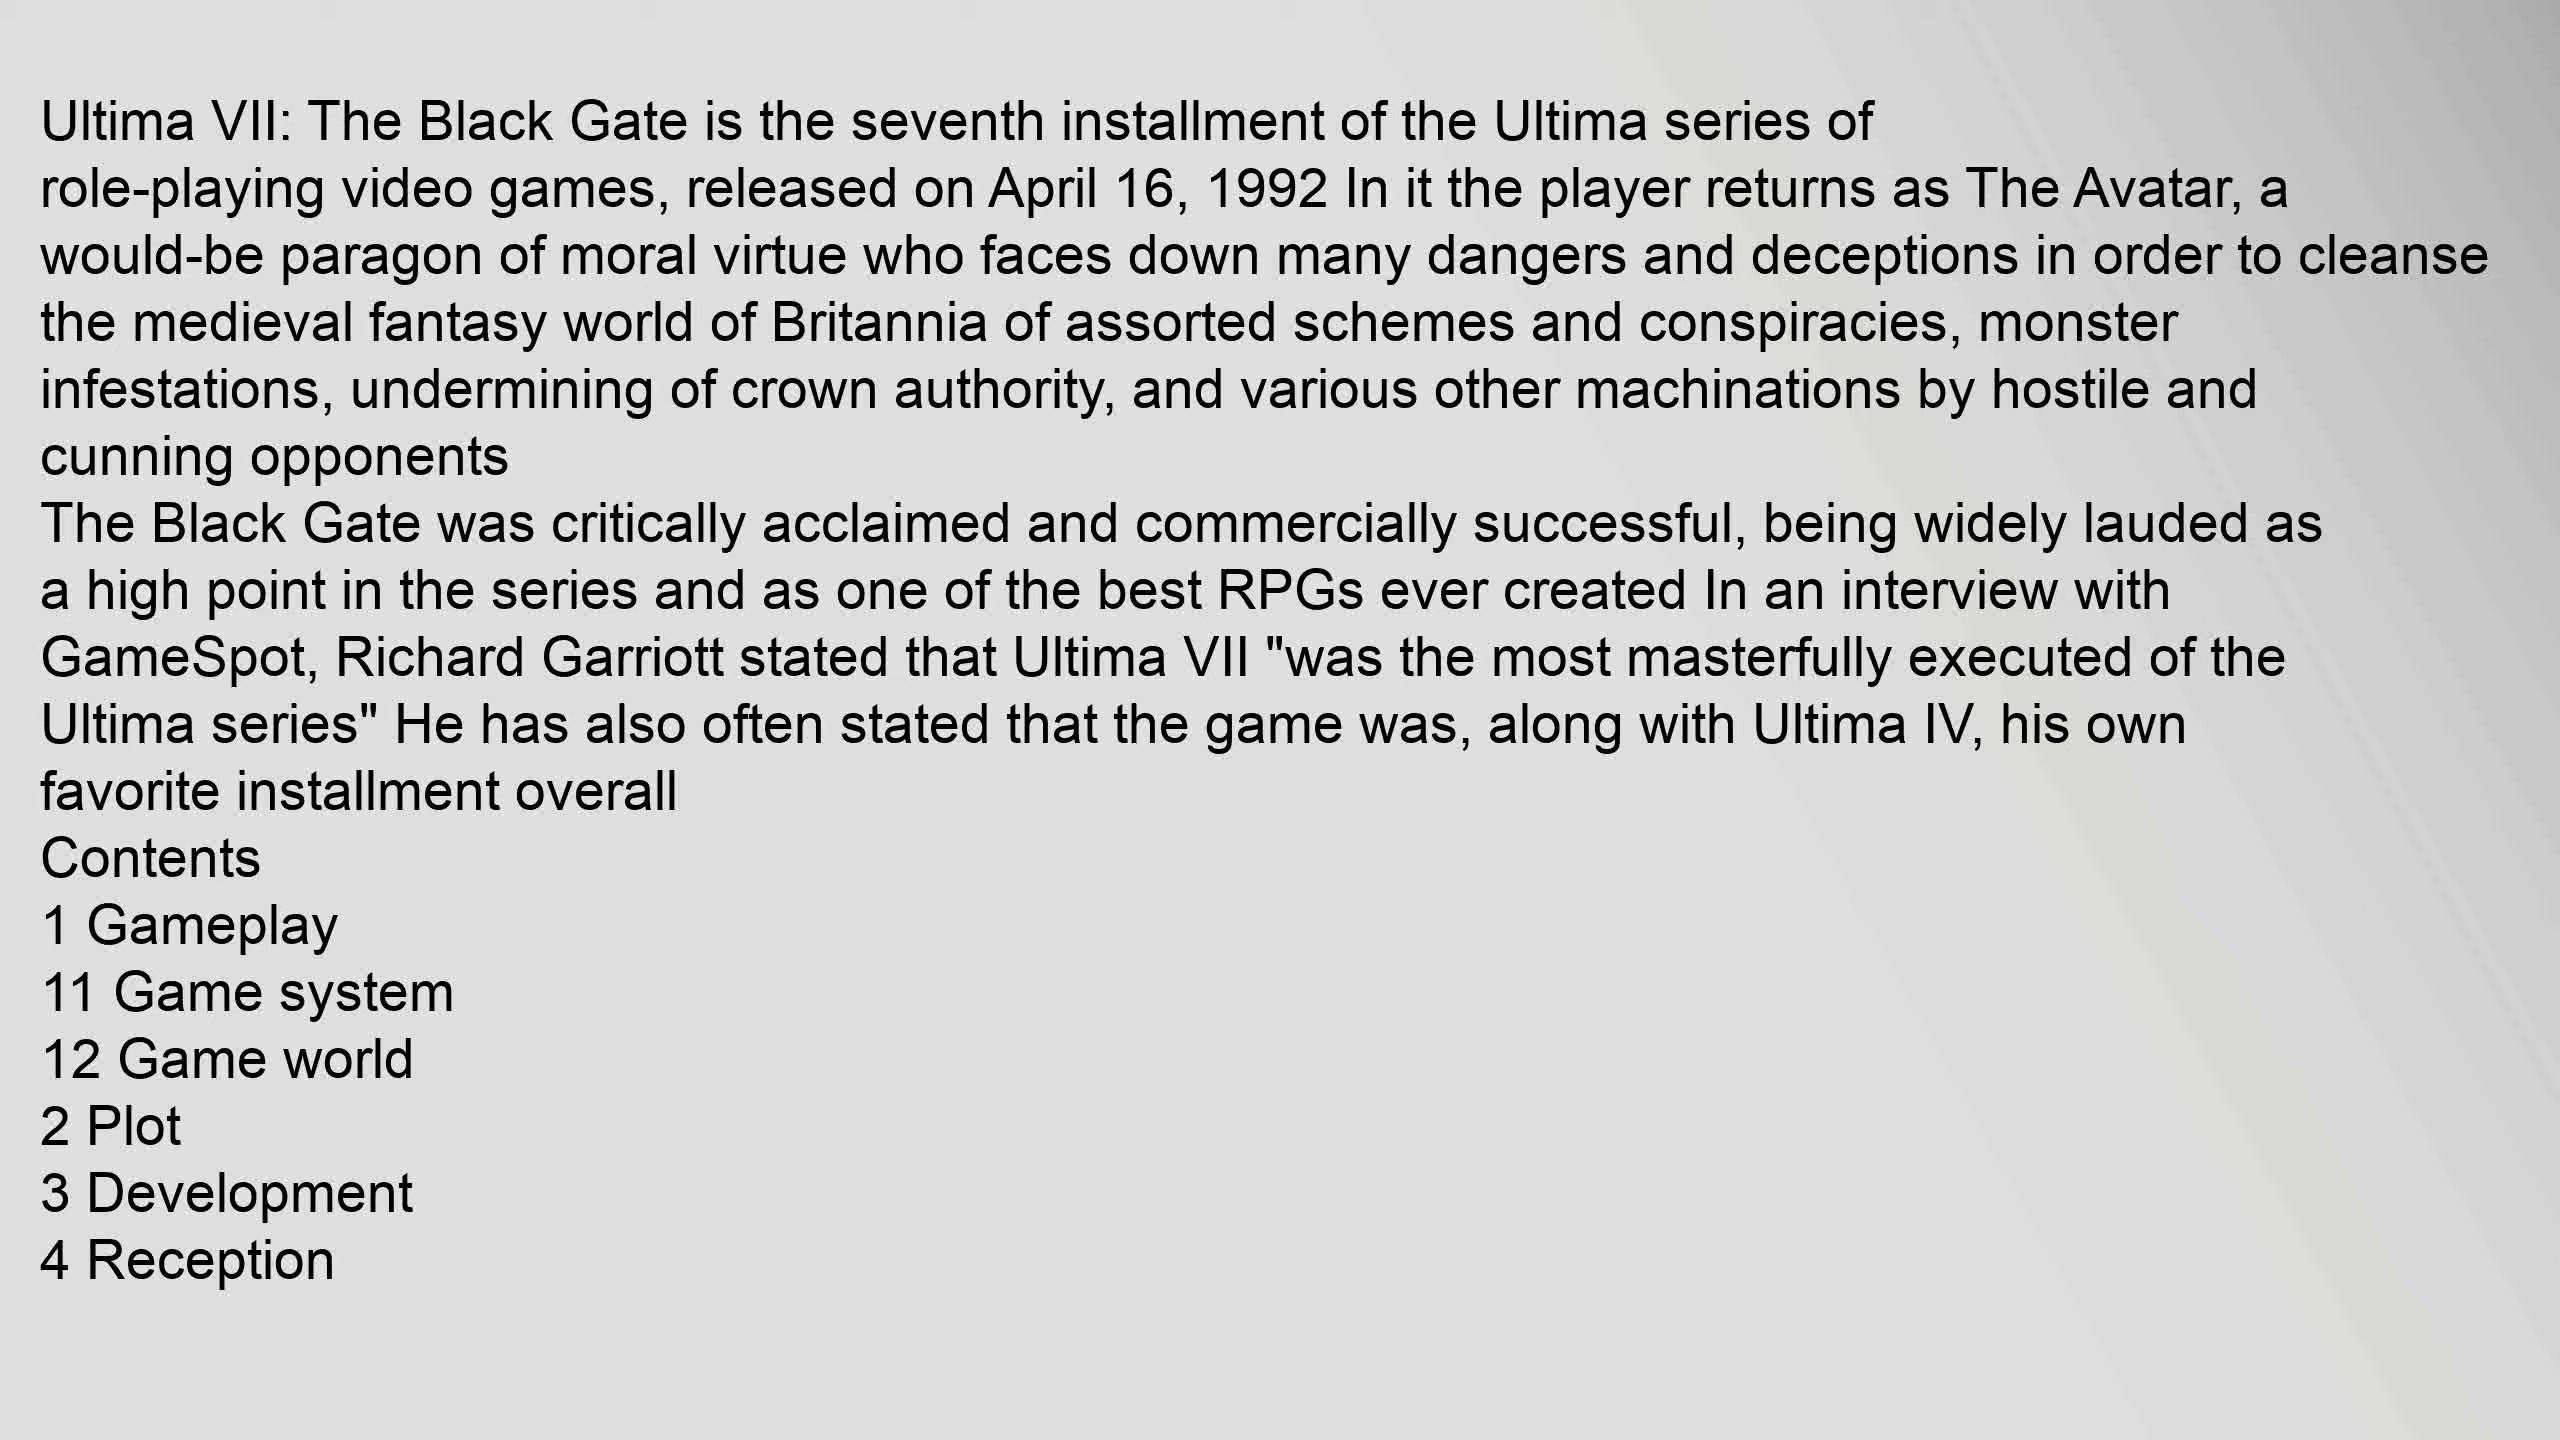 Ultima VII: The Black Gate is the seventh installment of the Ultima series of
role-playing video games, released on April 16, 1992 In it the player returns as The Avatar, a
would-be paragon of moral virtue who faces down many dangers and deceptions in order to cleanse
the medieval fantasy world of Britannia of assorted schemes and conspiracies, monster
infestations, undermining of crown authority, and various other machinations by hostile and
cunning opponents
The Black Gate was critically acclaimed and commercially successful, being widely lauded as
a high point in the series and as one of the best RPGs ever created In an interview with
GameSpot, Richard Garriott stated that Ultima VII "was the most masterfully executed of the
Ultima series" He has also often stated that the game was, along with Ultima IV, his own
favorite installment overall
Contents
1 Gameplay
11 Game system
12 Game world
2 Plot
3 Development
4 Reception